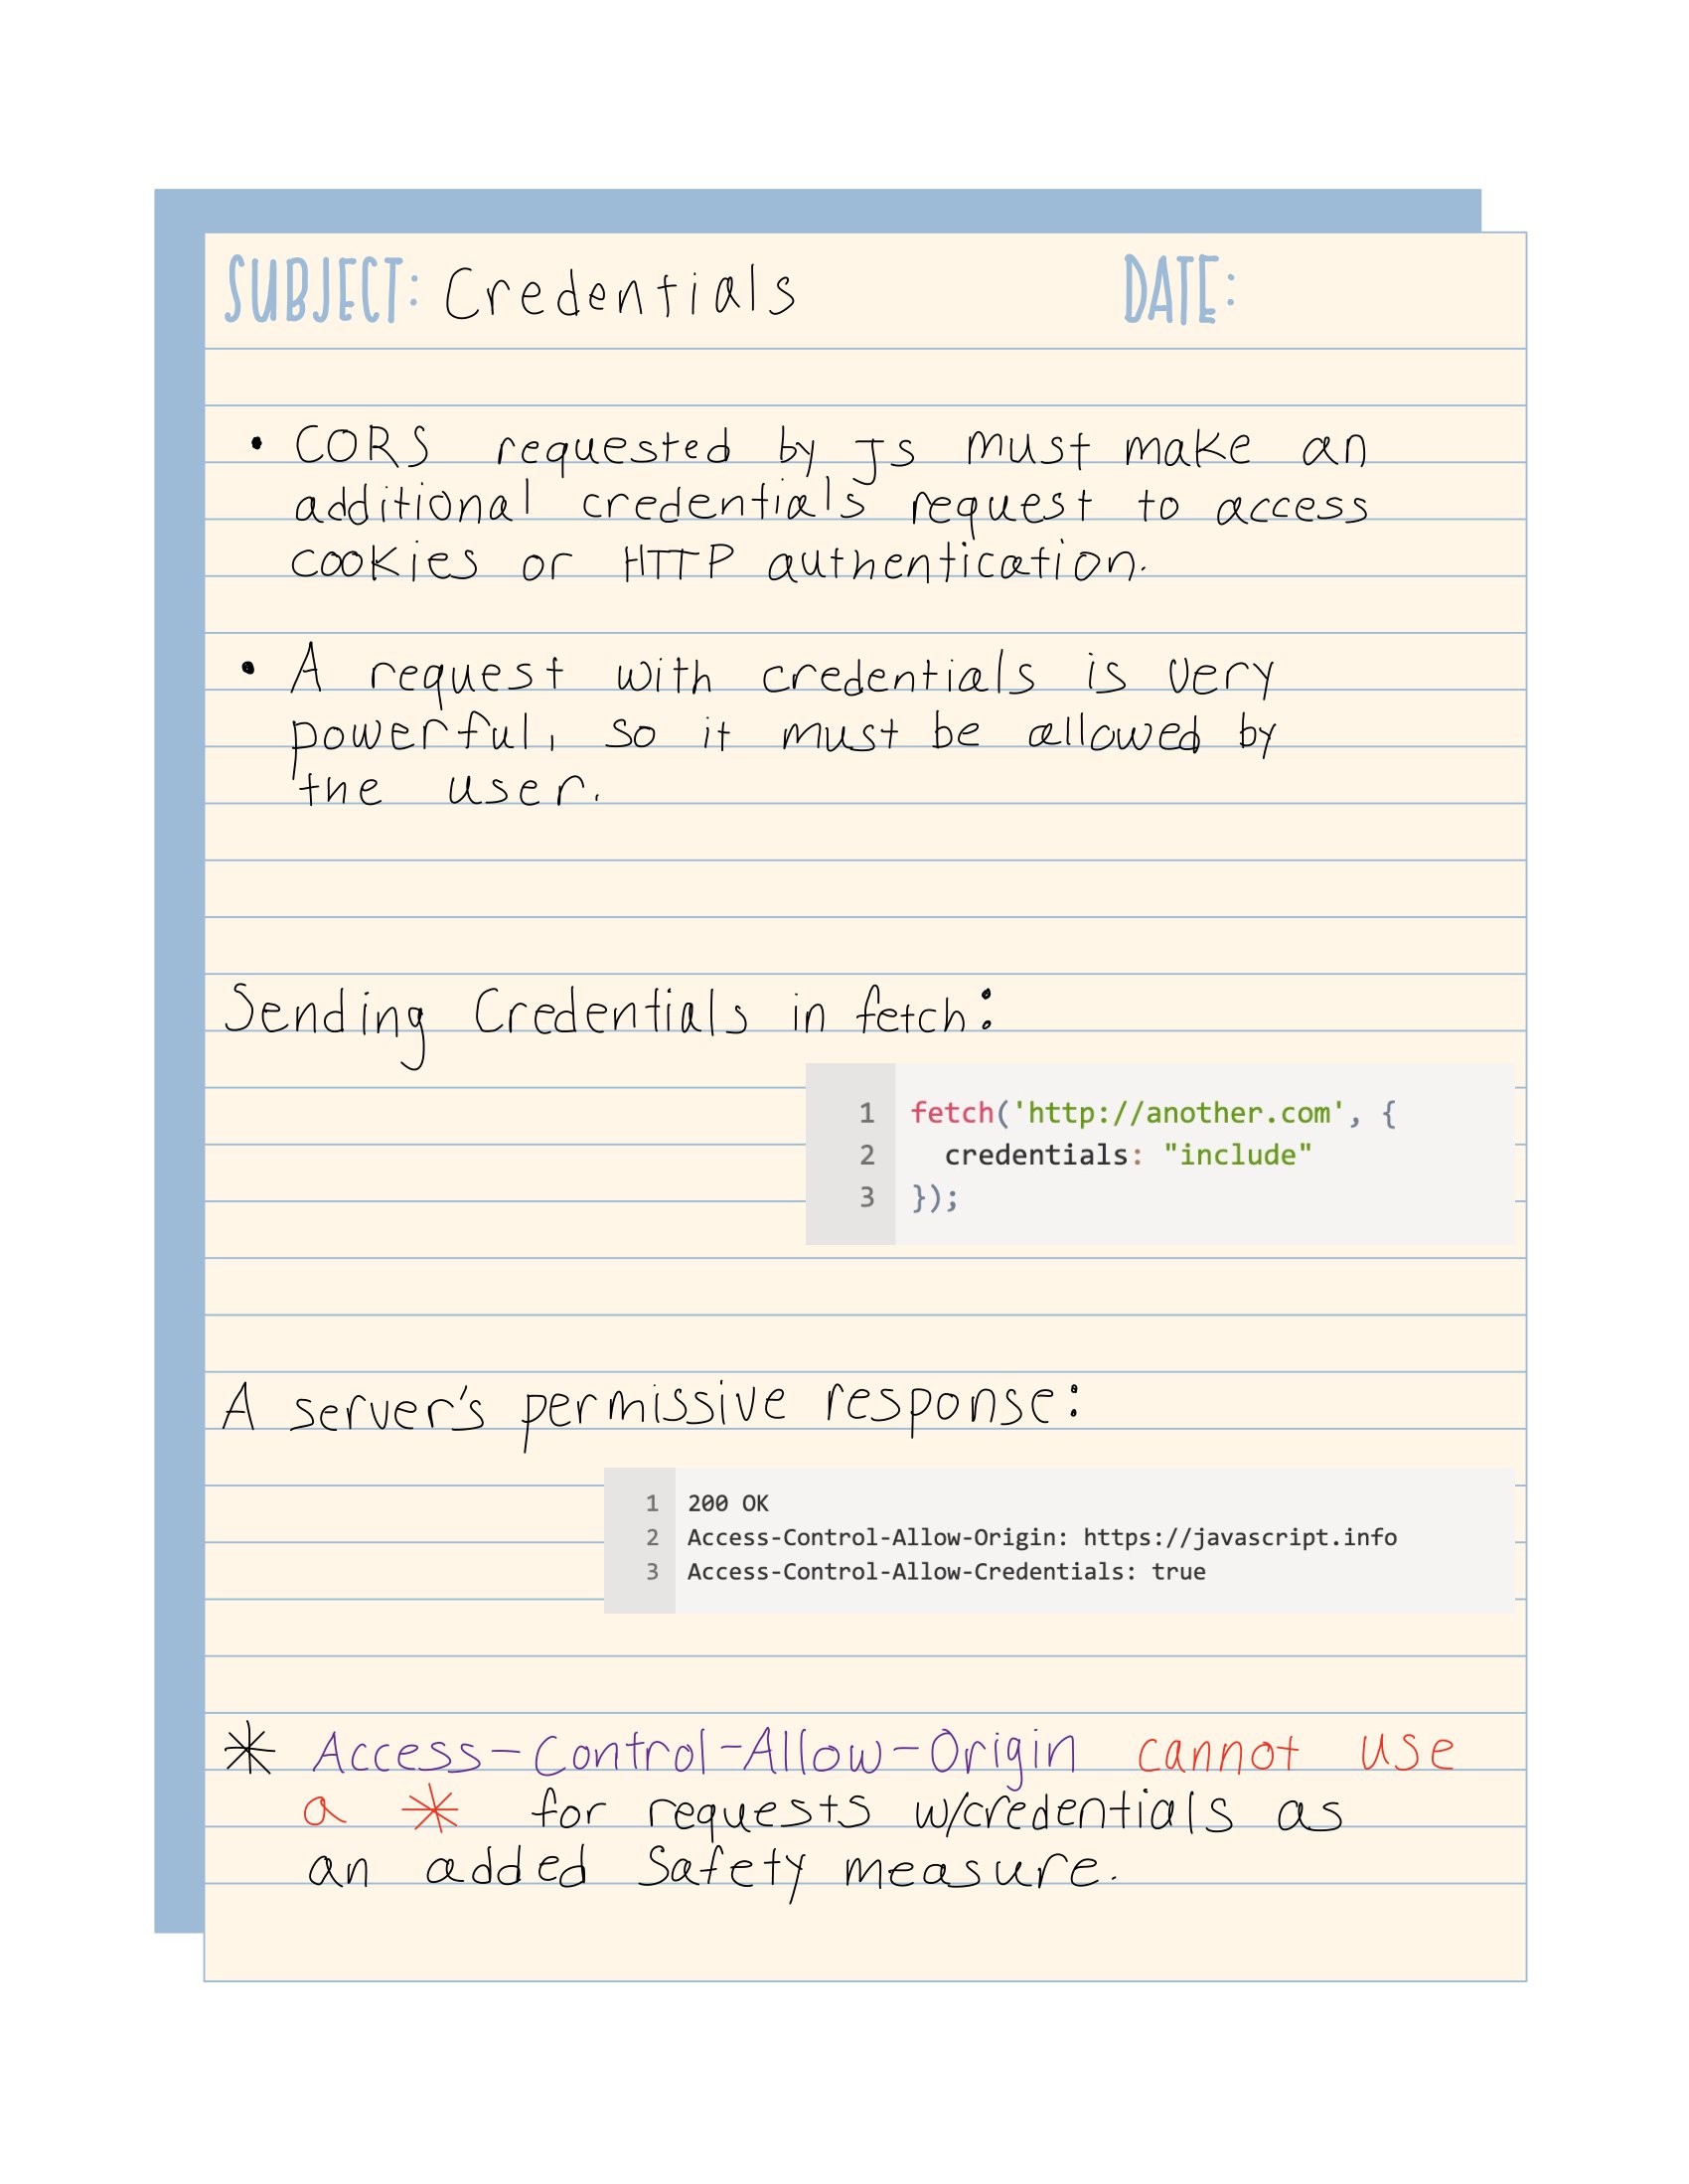 SUBJECT: Credentials DATE:
• CORS requested by Js must make an
additional credentials request to access
cookies or HTTP authentication.
• A request with credentials is very
powerful, so it must be allowed by
the user.
Sending Credentials in fetch:
1 fetch('http://another.com', {
2   credentials: "include"
3 });
A server's permissive response:
1 200 OK
2 Access-Control-Allow-Origin: https://javascript.info
3 Access-Control-Allow-Credentials: true
* Access-Control-Allow-Origin cannot use
a * for requests w/credentials as
an added Safety measure.